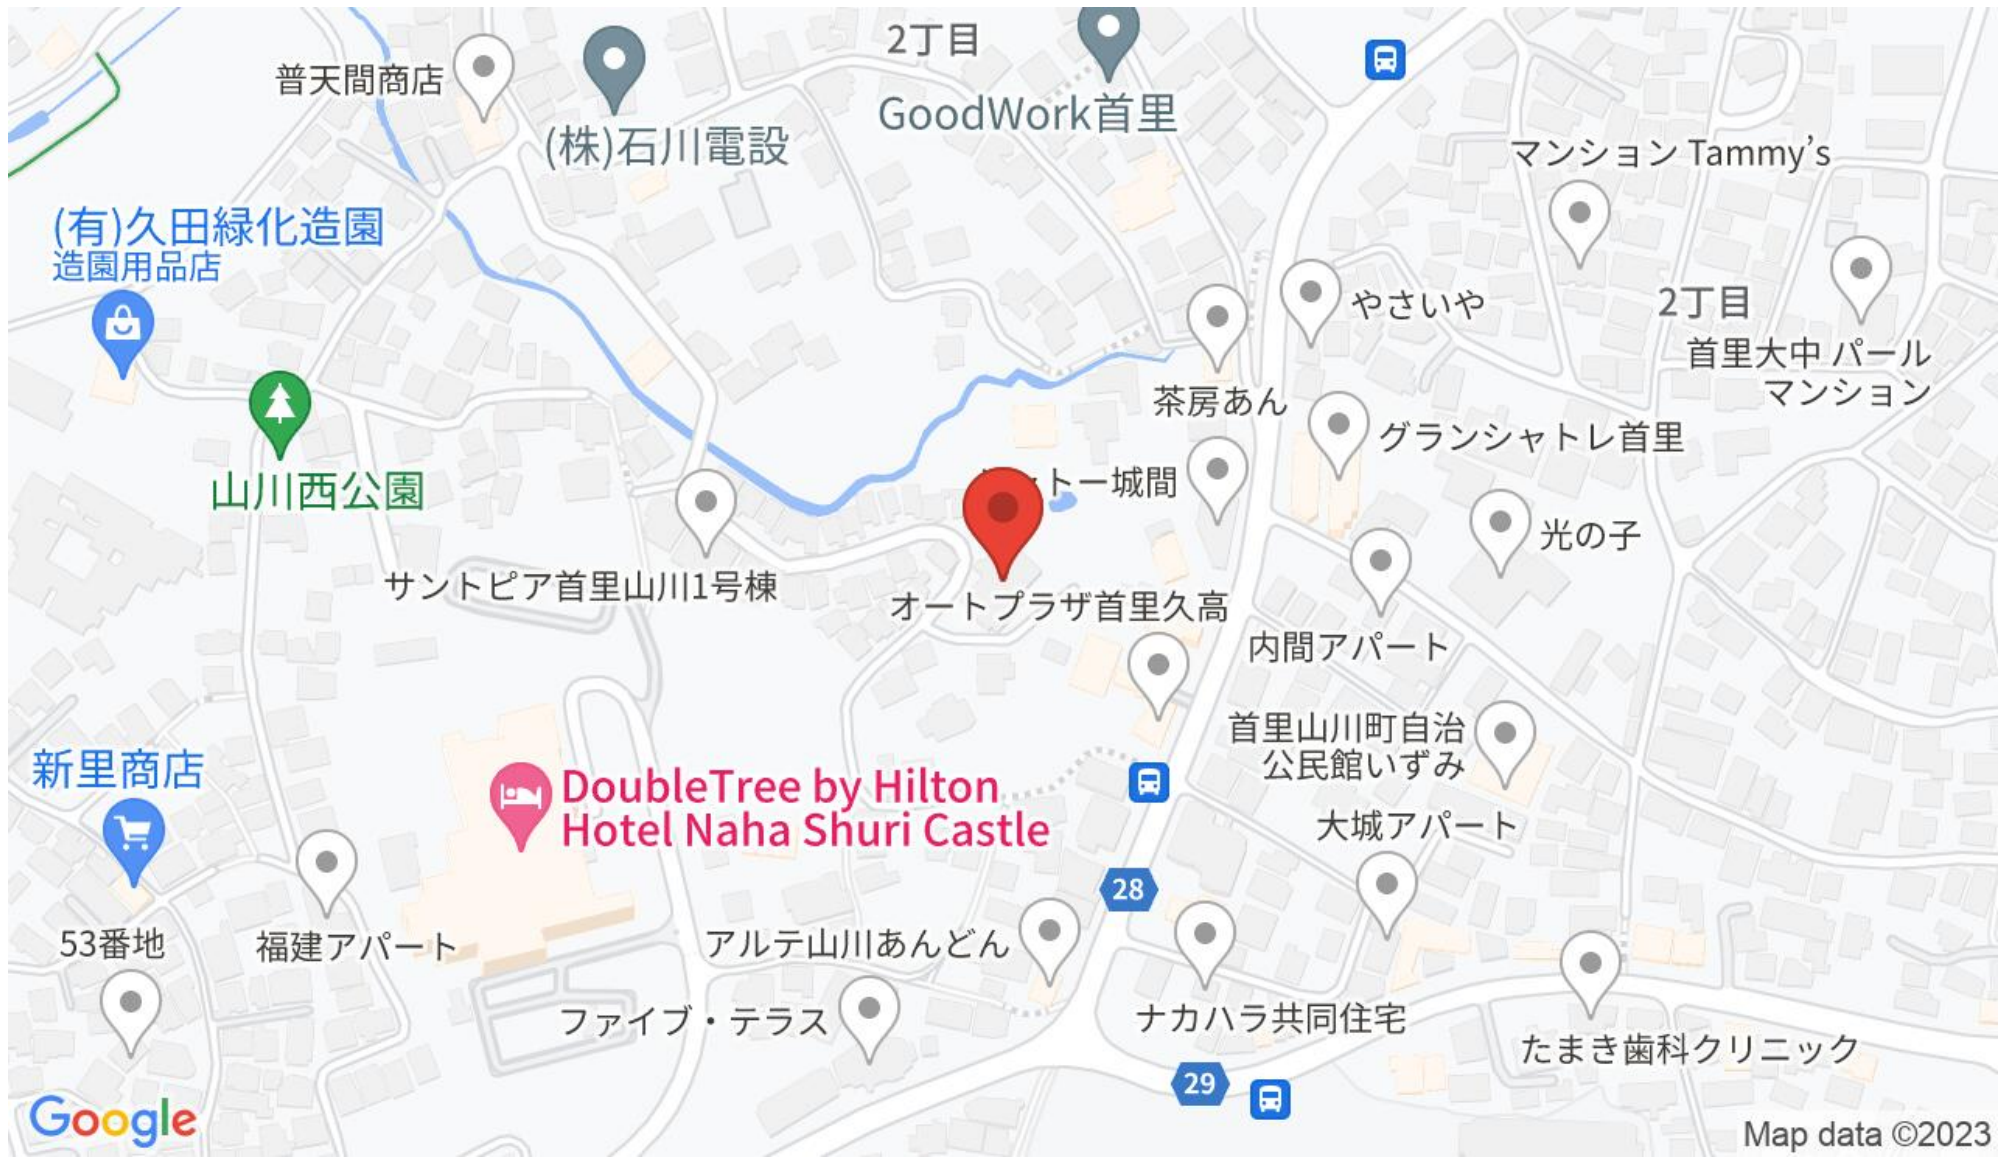 2丁目
普天間商店
GoodWork首里
(株)石川電設
マンション Tammy's
(有)久田緑化造園
造園用品店
やさいや
2丁目
首里大中 パール
マンション
茶房あん
グランシャトレ首里
山川西公園
トー城間
光の子
サントピア首里山川1号棟
オートプラザ首里久高
内間アパート
首里山川町自治
公民館いずみ
新里商店
DoubleTree by Hilton
Hotel Naha Shuri Castle
大城アパート
28
53番地
福建アパート
アルテ山川あんどん
ファイブ・テラス
ナカハラ共同住宅
たまき歯科クリニック
29
Google
Map data ©2023